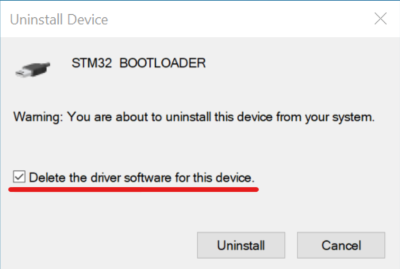 Uninstall Device
STM32 BOOTLOADER
Warning: You are about to uninstall this device from your system.
Delete the driver software for this device.
Uninstall
Cancel